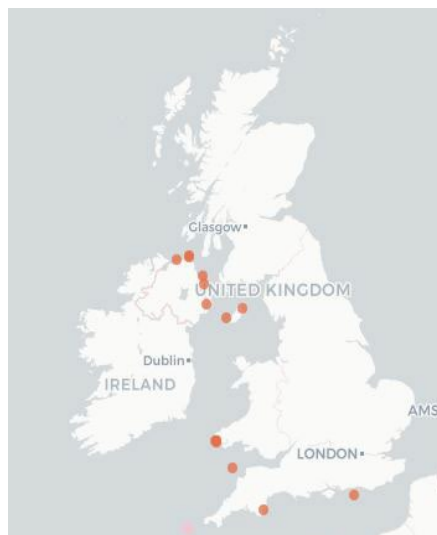 Glasgow
UNITED KINGDOM
Dublin
IRELAND
AMS
LONDON